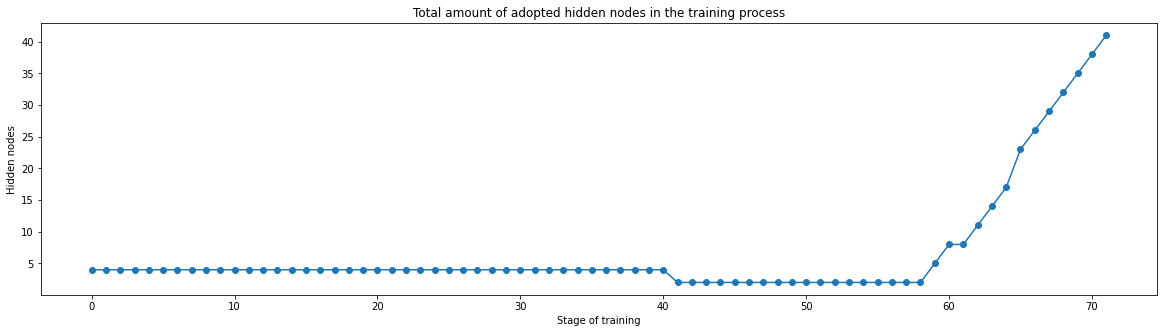 Total amount of adopted hidden nodes in the training process
Hidden nodes
40
35
30
25
20
15
10
5
0 10 20 30 40 50 60 70
Stage of training